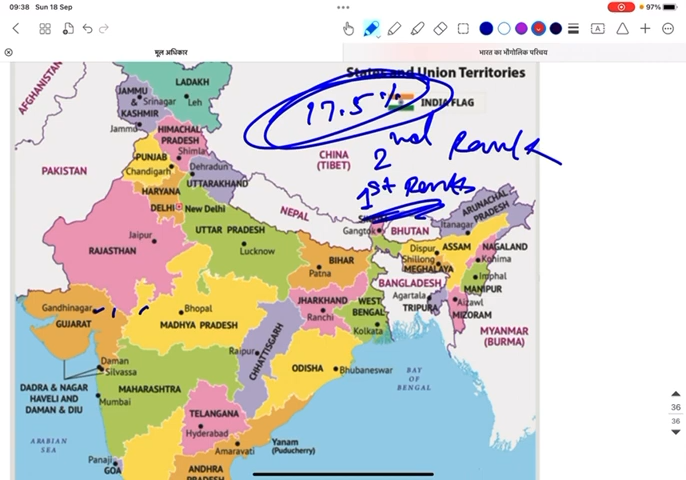 09:38 Sun 18 Sep
97%
मूल अधिकार
भारत का भौगोलिक परिचय
State and Union Territories
INDIA FLAG
17.5%
2nd Rank
1st Rank
AFGHANISTAN
LADAKH
Leh
JAMMU
&
KASHMIR
Srinagar
Jammu
HIMACHAL
PRADESH
Shimla
PUNJAB
Chandigarh
CHINA
(TIBET)
PAKISTAN
Dehradun
UTTARAKHAND
HARYANA
DELHI
New Delhi
NEPAL
ARUNACHAL
PRADESH
Itanagar
Gangtok
BHUTAN
UTTAR PRADESH
Lucknow
Jaipur
RAJASTHAN
BIHAR
Patna
Dispur
ASSAM
NAGALAND
Kohima
Shillong
MEGHALAYA
Imphal
MANIPUR
BANGLADESH
Agartala
TRIPURA
Aizawl
MIZORAM
Gandhinagar
GUJARAT
Bhopal
MADHYA PRADESH
JHARKHAND
Ranchi
WEST
BENGAL
Kolkata
MYANMAR
(BURMA)
Raipur
CHHATTISGARH
Daman
Silvassa
DADRA & NAGAR
HAVELI AND
DAMAN & DIU
MAHARASHTRA
Mumbai
ODISHA
Bhubaneswar
BAY
OF
BENGAL
TELANGANA
Hyderabad
ARABIAN
SEA
Amaravati
Yanam
(Puducherry)
Panaji
GOA
ANDHRA
PRADESH
36
36